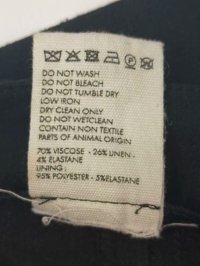 DO NOT WASH
DO NOT BLEACH
DO NOT TUMBLE DRY
LOW IRON
DRY CLEAN ONLY
DO NOT WETCLEAN
CONTAIN NON TEXTILE
PARTS OF ANIMAL ORIGIN
70% VISCOSE - 26% LINEN -
4% ELASTANE
LINING :
95% POLYESTER - 5%ELASTANE